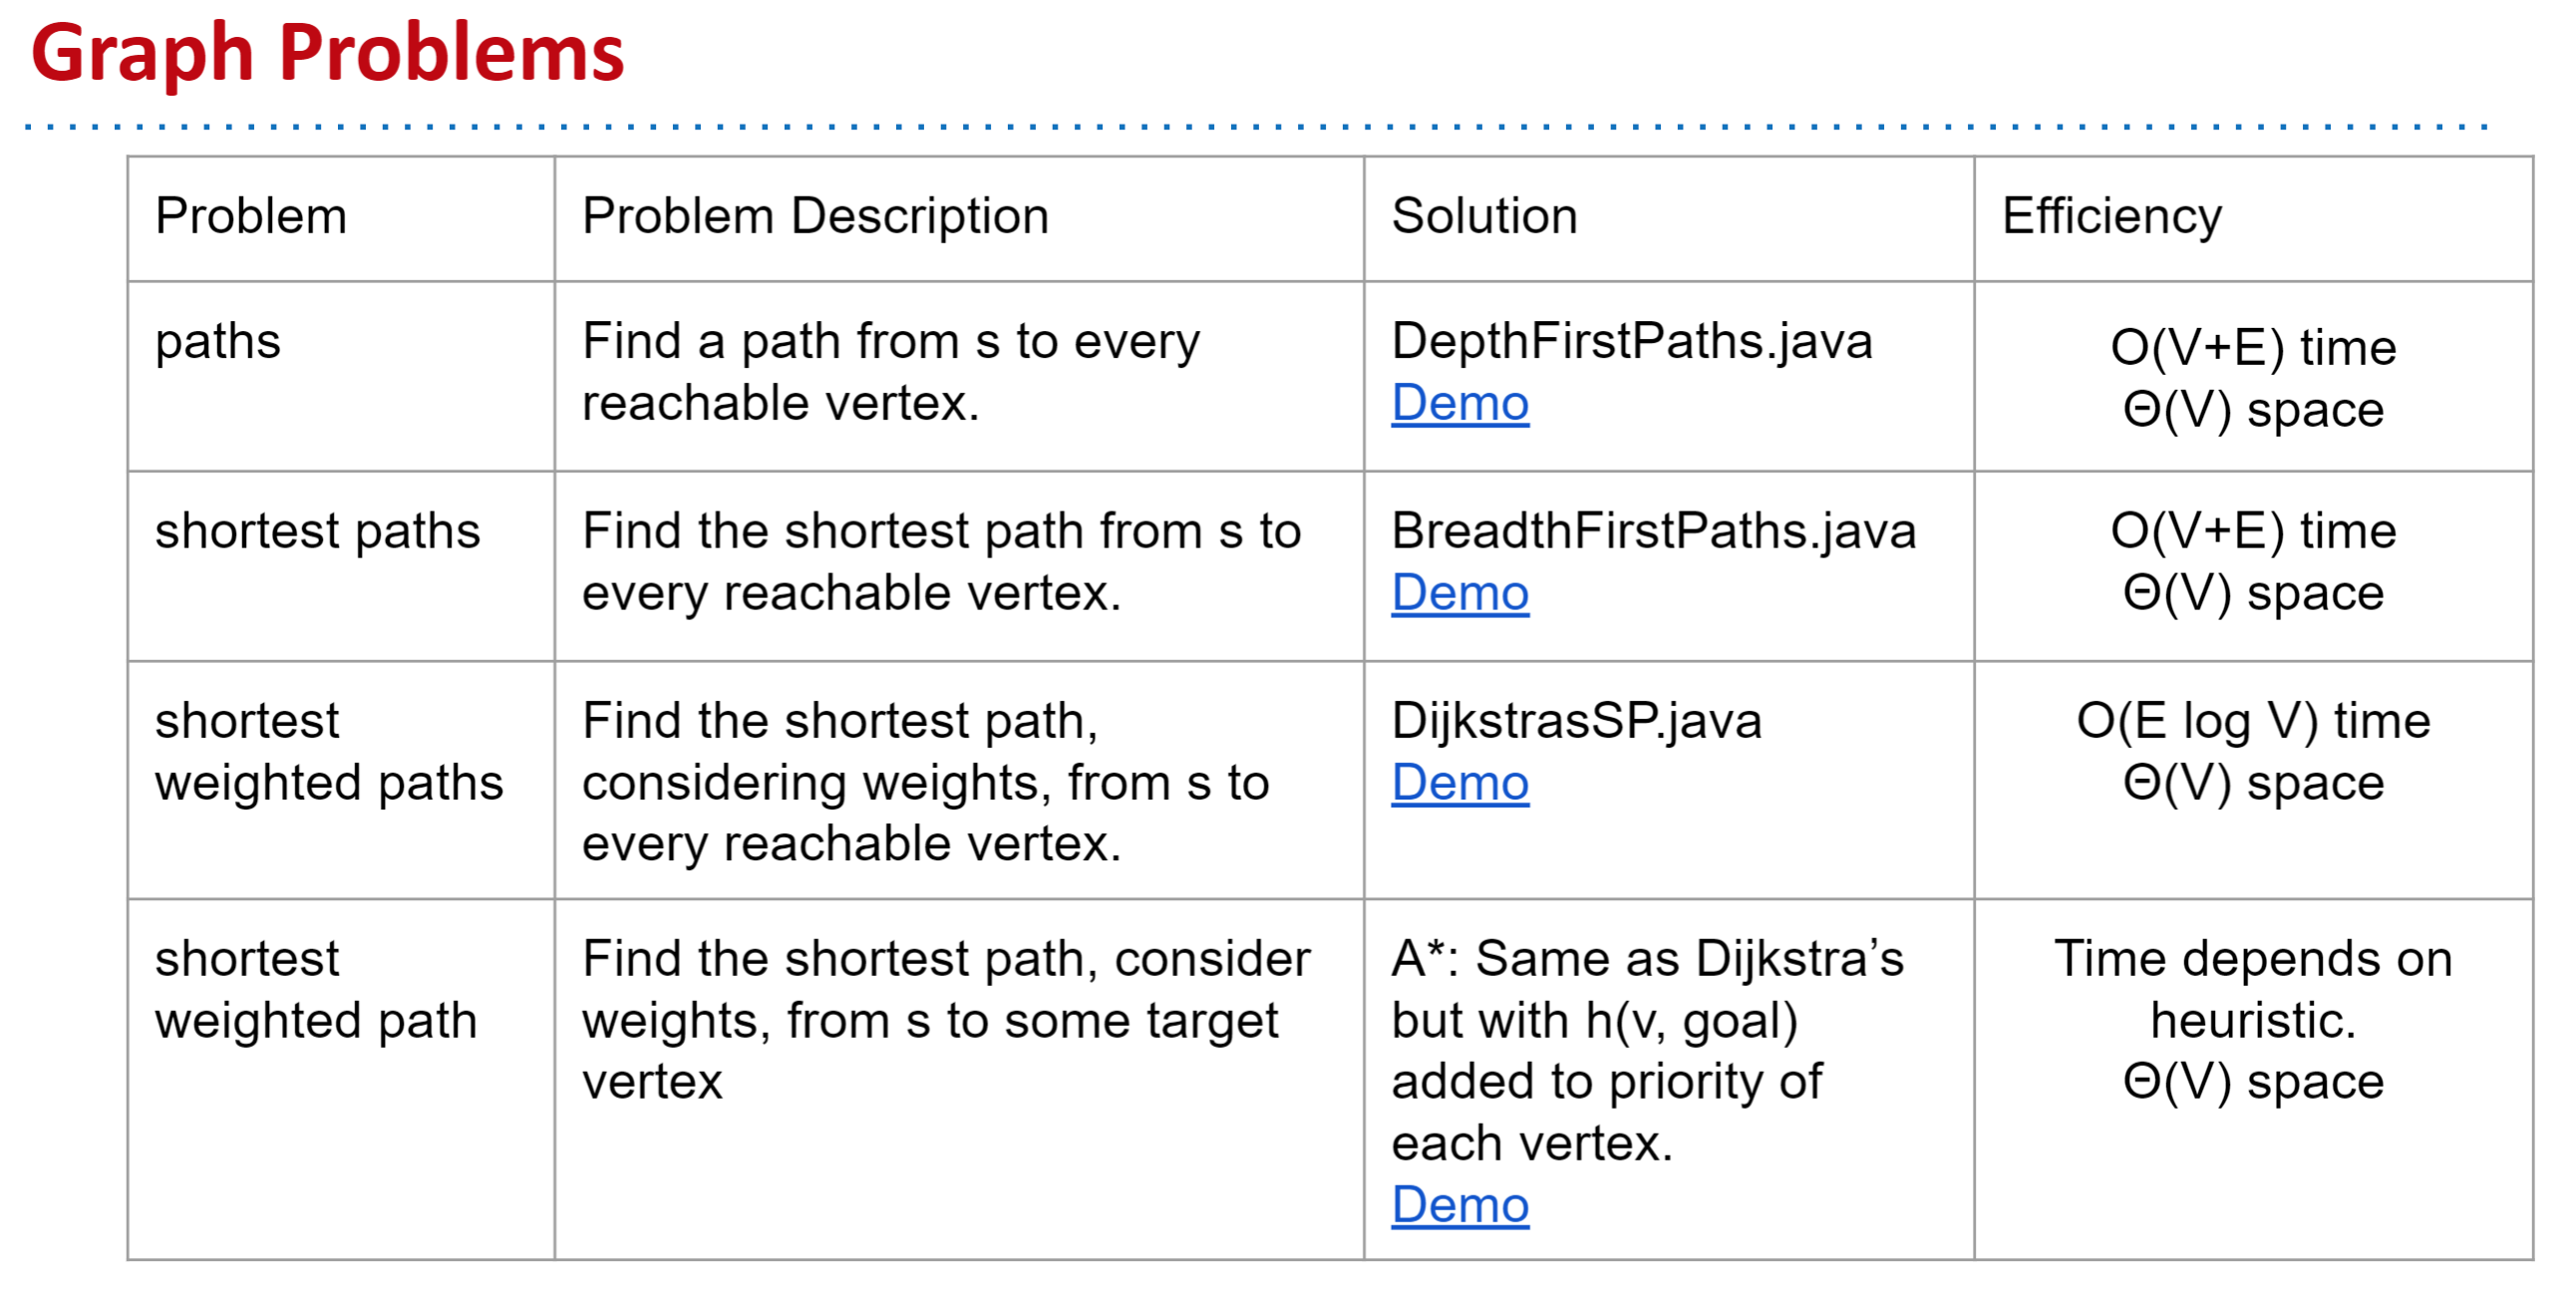 Graph Problems
Problem
Problem Description
Solution
Efficiency
paths
Find a path from s to every
reachable vertex.
DepthFirstPaths.java
Demo
O(V+E) time
Θ(V) space
shortest paths
Find the shortest path from s to
every reachable vertex.
BreadthFirstPaths.java
Demo
O(V+E) time
Θ(V) space
shortest
weighted paths
Find the shortest path,
considering weights, from s to
every reachable vertex.
DijkstrasSP.java
Demo
O(E log V) time
Θ(V) space
shortest
weighted path
Find the shortest path, consider
weights, from s to some target
vertex
A*: Same as Dijkstra’s
but with h(v, goal)
added to priority of
each vertex.
Demo
Time depends on
heuristic.
Θ(V) space